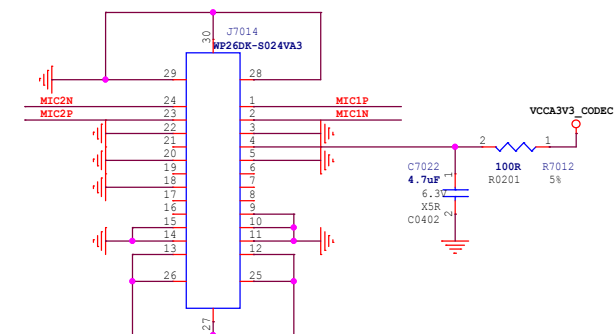 J7014
WP26DK-S024VA3
30
29 28
MIC2N 24 1 MIC1P
MIC2P 23 2 MIC1N
22 3
21 4
20 5
19 6
18 7
17 8
16 9
15 10
14 11
13 12
26 25
27
VCCA3V3_CODEC
2 1
100R R7012
R0201 5%
C7022 1
4.7uF
6.3V
X5R 2
C0402